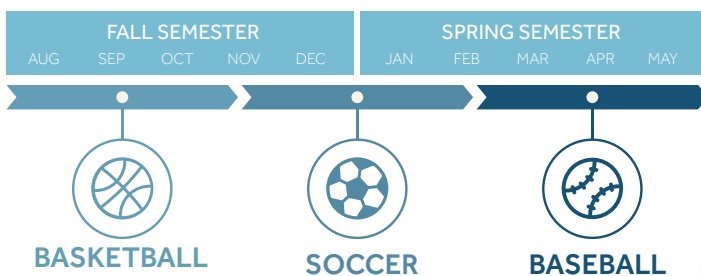 FALL SEMESTER
SPRING SEMESTER
AUG SEP OCT NOV DEC
JAN FEB MAR APR MAY
BASKETBALL
SOCCER
BASEBALL